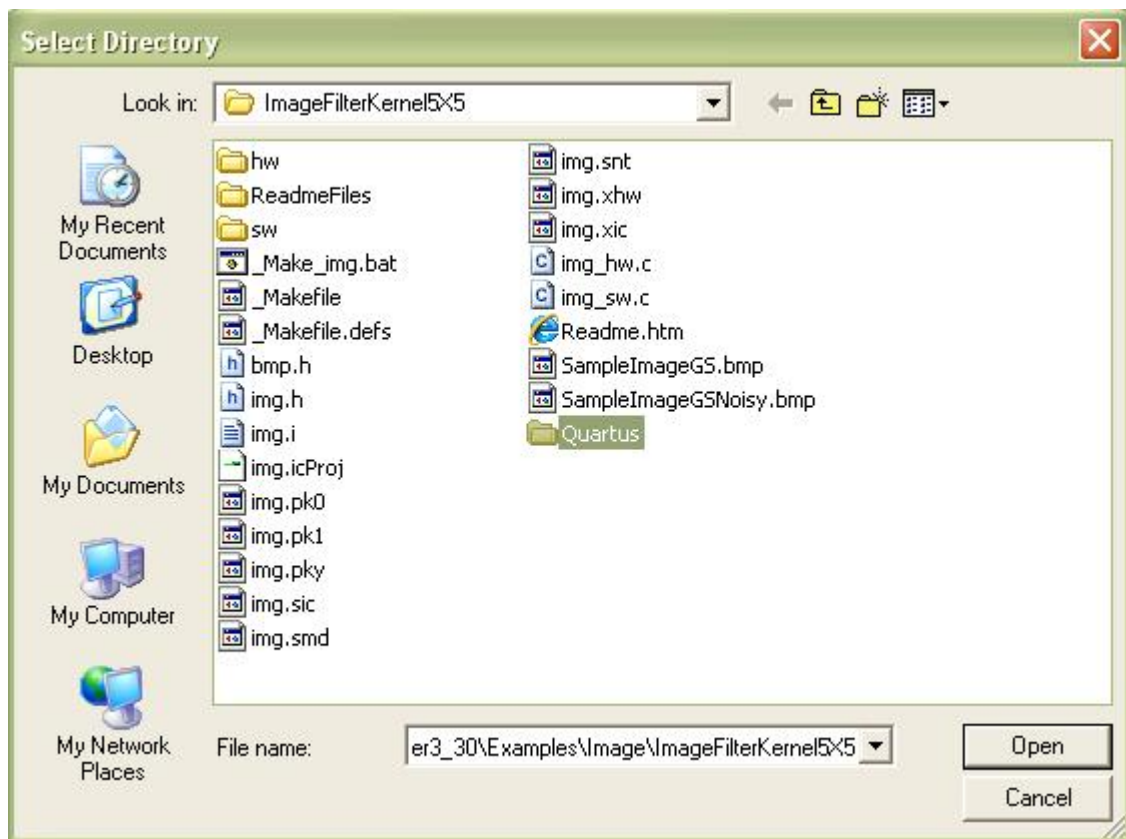 Select Directory
Look in:
ImageFilterKernel5X5
My Recent
Documents
Desktop
My Documents
My Computer
My Network
Places
hw
ReadmeFiles
sw
_Make_img.bat
_Makefile
_Makefile.defs
bmp.h
img.h
img.i
img.icProj
img.pk0
img.pk1
img.pky
img.sic
img.smd
img.snt
img.xhw
img.xic
img_hw.c
img_sw.c
Readme.htm
SampleImageGS.bmp
SampleImageGSNoisy.bmp
Quartus
File name:
er3_30\Examples\Image\ImageFilterKernel5X5
Open
Cancel